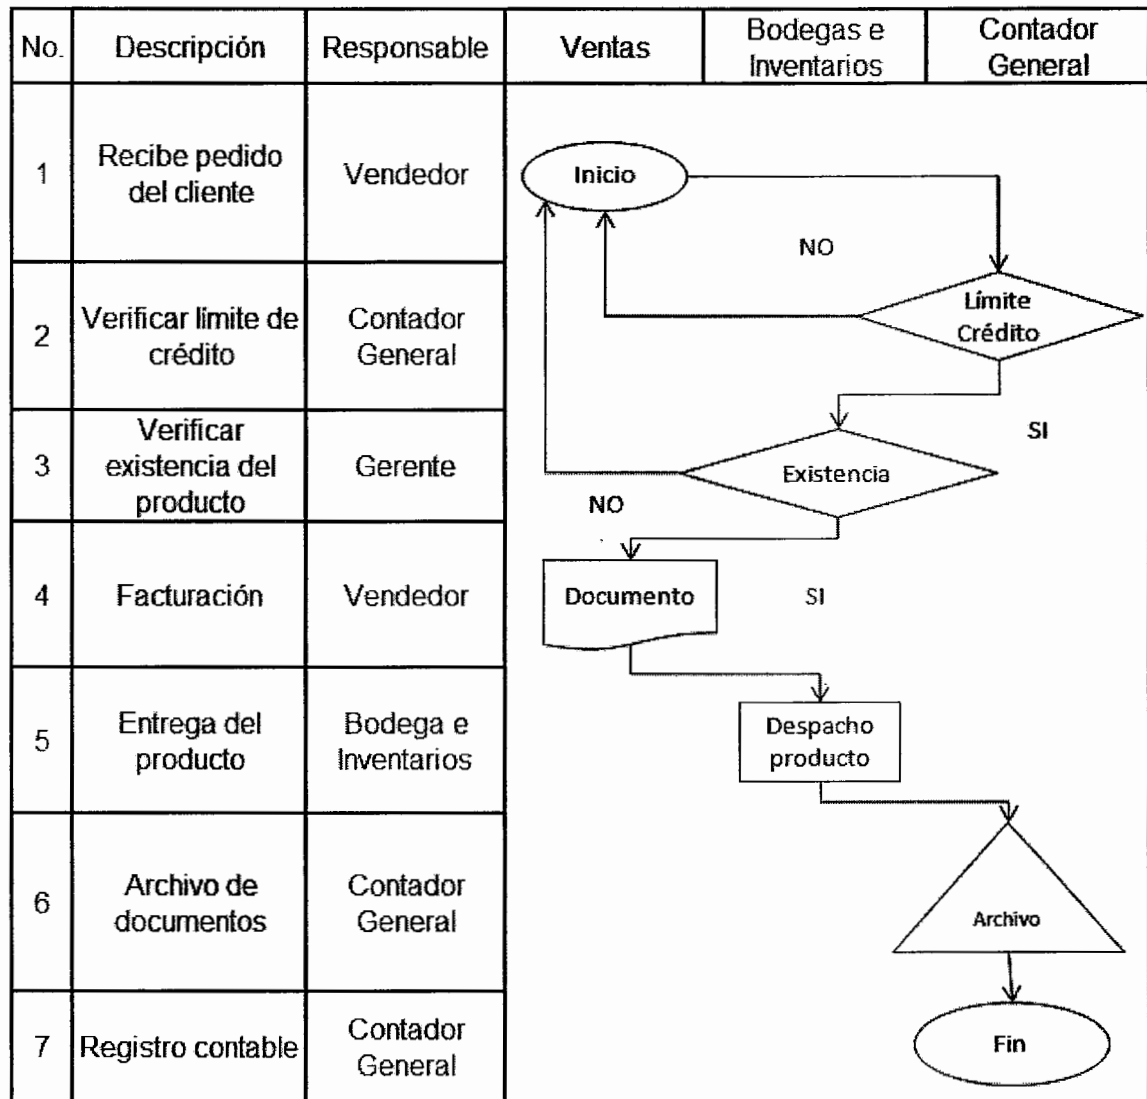 No.
Descripción
Responsable
Ventas
Bodegas e
Inventarios
Contador
General
1
Recibe pedido
del cliente
Vendedor
Inicio
NO
2
Verificar límite de
crédito
Contador
General
Límite
Crédito
SI
3
Verificar
existencia del
producto
Gerente
Existencia
NO
4
Facturación
Vendedor
Documento
SI
5
Entrega del
producto
Bodega e
Inventarios
Despacho
producto
6
Archivo de
documentos
Contador
General
Archivo
7
Registro contable
Contador
General
Fin